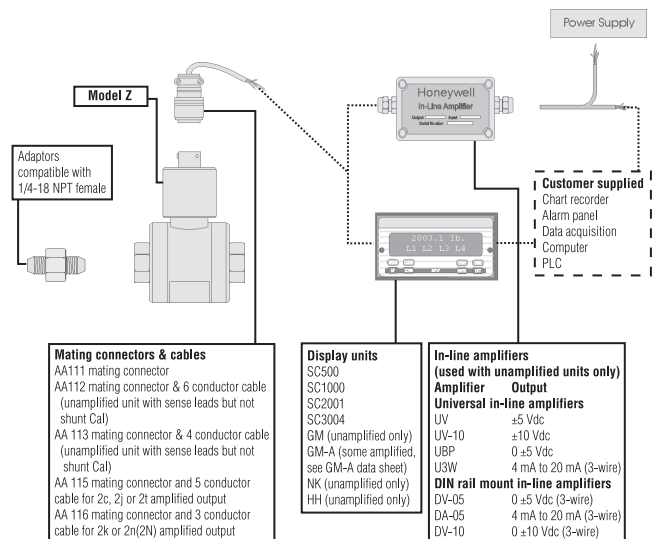 Power Supply
Honeywell
In-Line Amplifier
Output Input
Serial Number
Model Z
Adaptors
compatible with
1/4-18 NPT female
2003.1 lb.
L1 L2 L3 L4
Customer supplied
Chart recorder
Alarm panel
Data acquisition
Computer
PLC
Mating connectors & cables
AA111 mating connector
AA112 mating connector & 6 conductor cable
(unamplified unit with sense leads but not
shunt Cal)
AA 113 mating connector & 4 conductor cable
(unamplified unit with sense leads but not
shunt Cal)
AA 115 mating connector and 5 conductor
cable for 2c, 2j or 2t amplified output
AA 116 mating connector and 3 conductor
cable for 2k or 2n(2N) amplified output
Display units
SC500
SC1000
SC2001
SC3004
GM (unamplified only)
GM-A (some amplified,
see GM-A data sheet)
NK (unamplified only)
HH (unamplified only)
In-line amplifiers
(used with unamplified units only)
Amplifier Output
Universal in-line amplifiers
UV ±5 Vdc
UV-10 ±10 Vdc
UBP 0 ±5 Vdc
U3W 4 mA to 20 mA (3-wire)
DIN rail mount in-line amplifiers
DV-05 0 ±5 Vdc (3-wire)
DA-05 4 mA to 20 mA (3-wire)
DV-10 0 ±10 Vdc (3-wire)